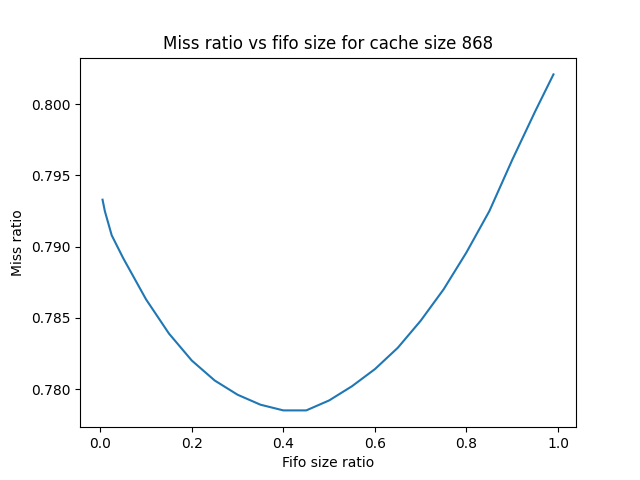 Miss ratio vs fifo size for cache size 868
0.800
0.795
0.790
0.785
0.780
Miss ratio
0.0 0.2 0.4 0.6 0.8 1.0
Fifo size ratio